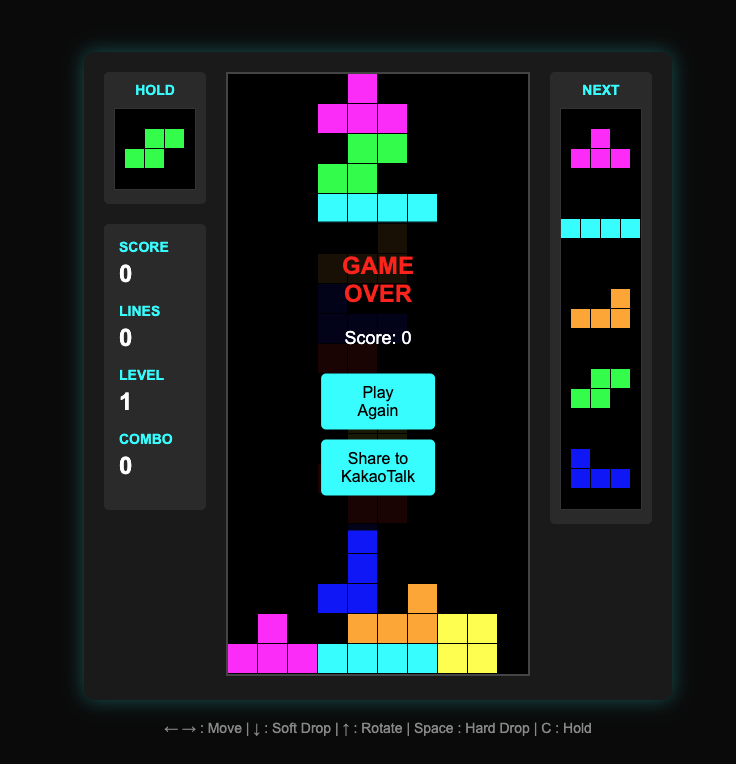 HOLD
NEXT
SCORE
0
LINES
0
LEVEL
1
COMBO
0
GAME
OVER
Score: 0
Play
Again
Share to
KakaoTalk
←→ : Move | ↓ : Soft Drop | ↑ : Rotate | Space : Hard Drop | C : Hold